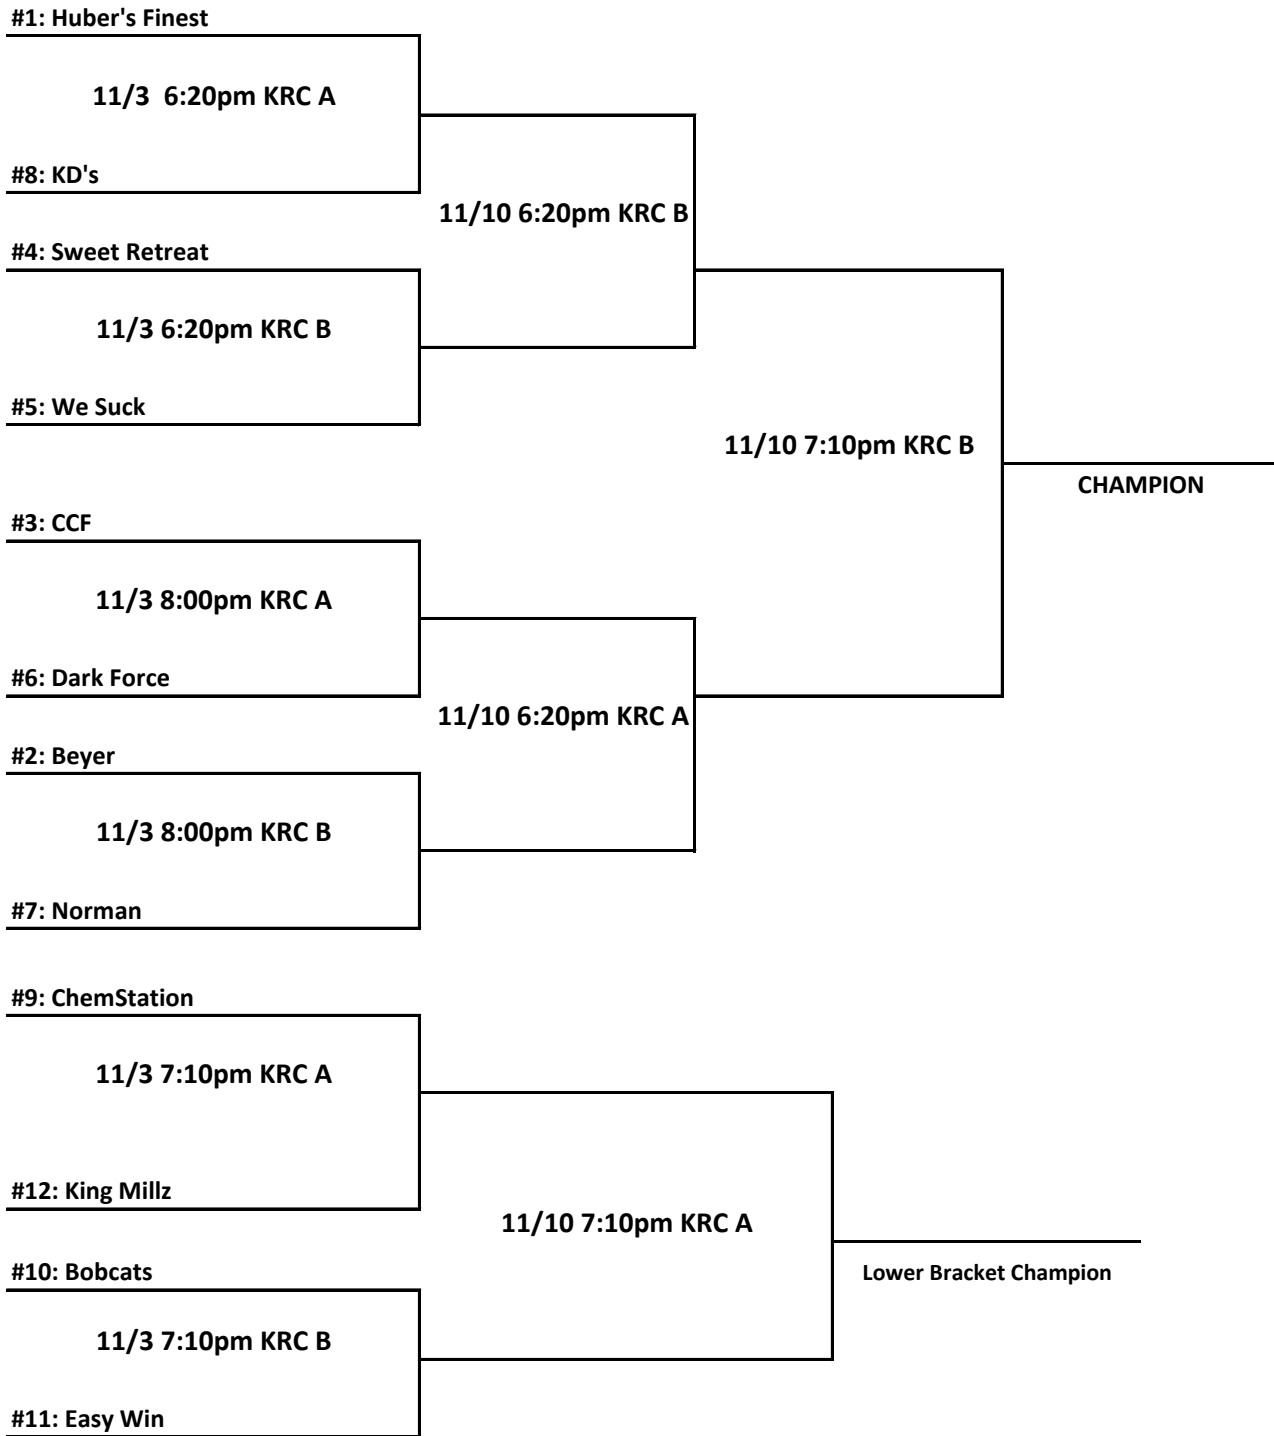 #1: Huber's Finest
11/3  6:20pm KRC A
#8: KD's
11/10 6:20pm KRC B
#4: Sweet Retreat
11/3 6:20pm KRC B
#5: We Suck
11/10 7:10pm KRC B
CHAMPION
#3: CCF
11/3 8:00pm KRC A
#6: Dark Force
11/10 6:20pm KRC A
#2: Beyer
11/3 8:00pm KRC B
#7: Norman
#9: ChemStation
11/3 7:10pm KRC A
#12: King Millz
11/10 7:10pm KRC A
#10: Bobcats
Lower Bracket Champion
11/3 7:10pm KRC B
#11: Easy Win